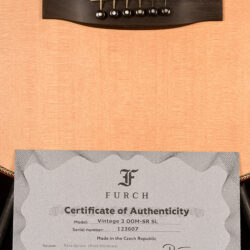 F
FURCH
Certificate of Authenticity
Model: Vintage 3 OOM-SR SL
Serial number: 123607
Made in the Czech Republic